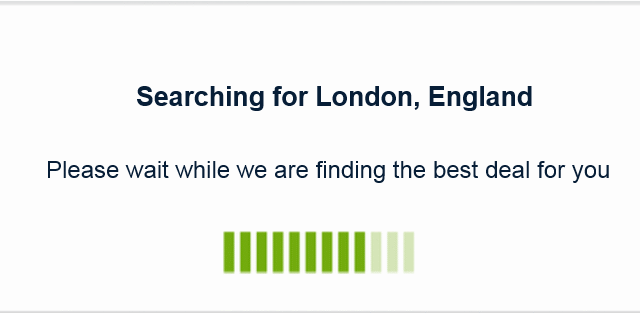 Searching for London, England
Please wait while we are finding the best deal for you